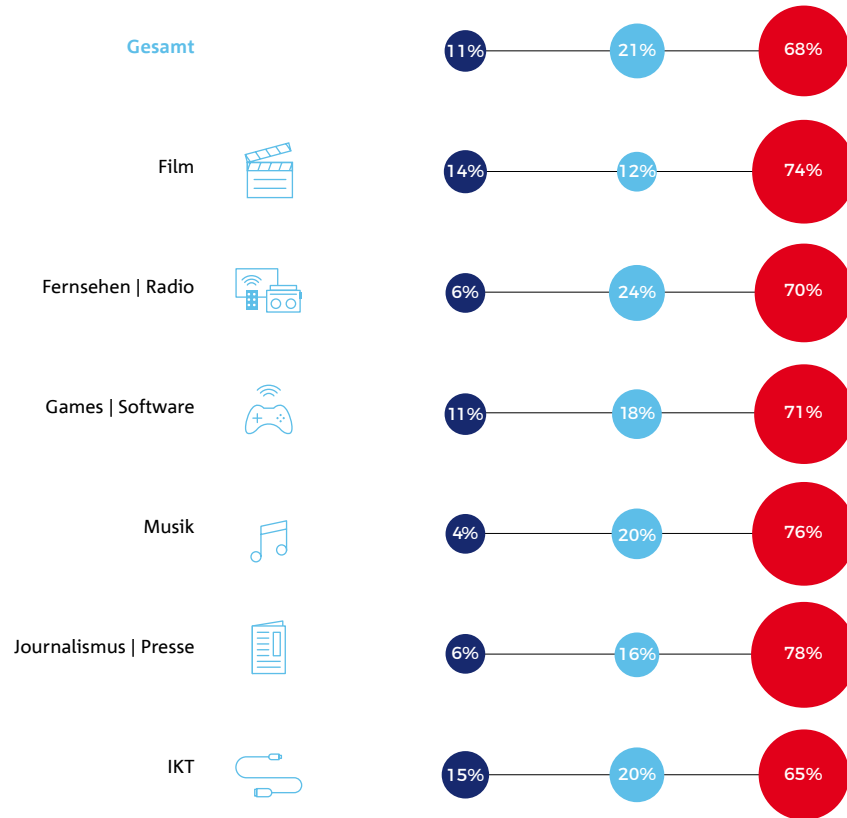 Gesamt 11% 21% 68%
Film 14% 12% 74%
Fernsehen | Radio 6% 24% 70%
Games | Software 11% 18% 71%
Musik 4% 20% 76%
Journalismus | Presse 6% 16% 78%
IKT 15% 20% 65%